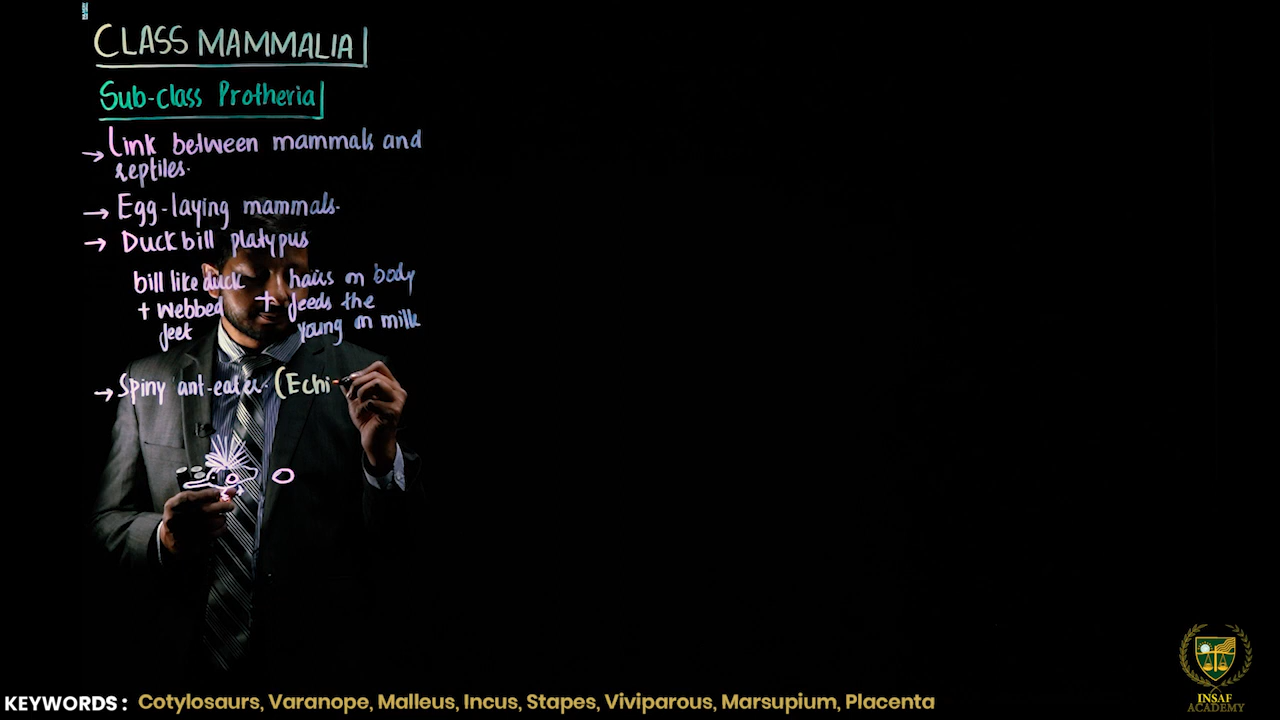 CLASS MAMMALIA
Sub-class Protheria
→ Link between mammals and
reptiles.
→ Egg-laying mammals.
→ Duckbill platypus
bill like duck + hairs on body
+ webbed feeds the
feet young on milk
→ Spiny ant-eater. (Echi
KEYWORDS : Cotylosaurs, Varanope, Malleus, Incus, Stapes, Viviparous, Marsupium, Placenta
INSAF
ACADEMY